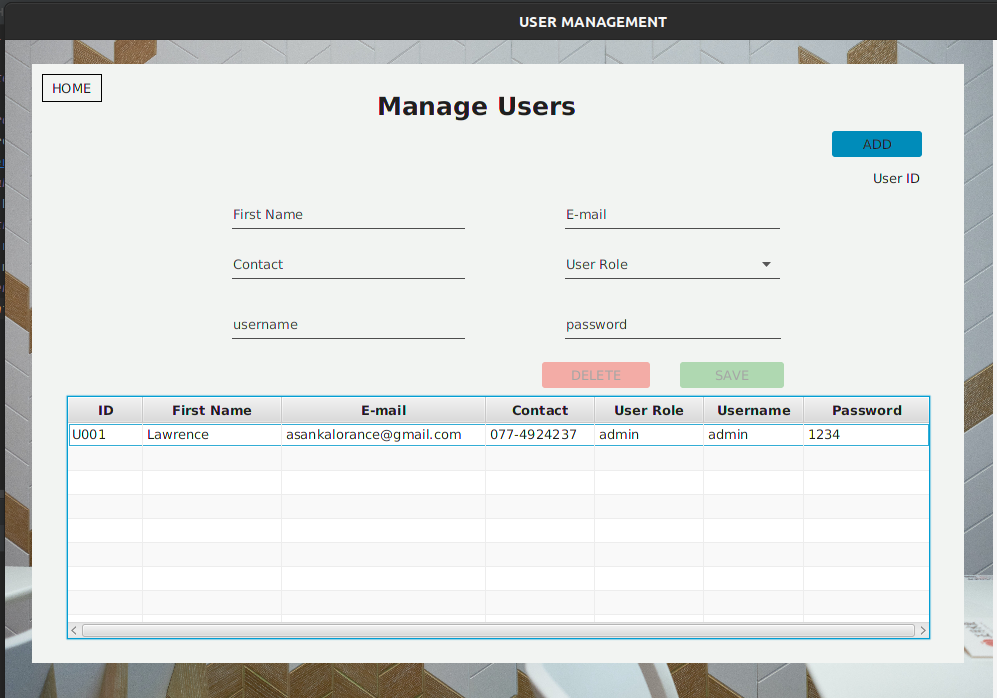 USER MANAGEMENT
HOME
Manage Users
ADD
User ID
First Name E-mail
Contact User Role
username password
DELETE SAVE
ID First Name E-mail Contact User Role Username Password
U001 Lawrence asankalorance@gmail.com 077-4924237 admin admin 1234